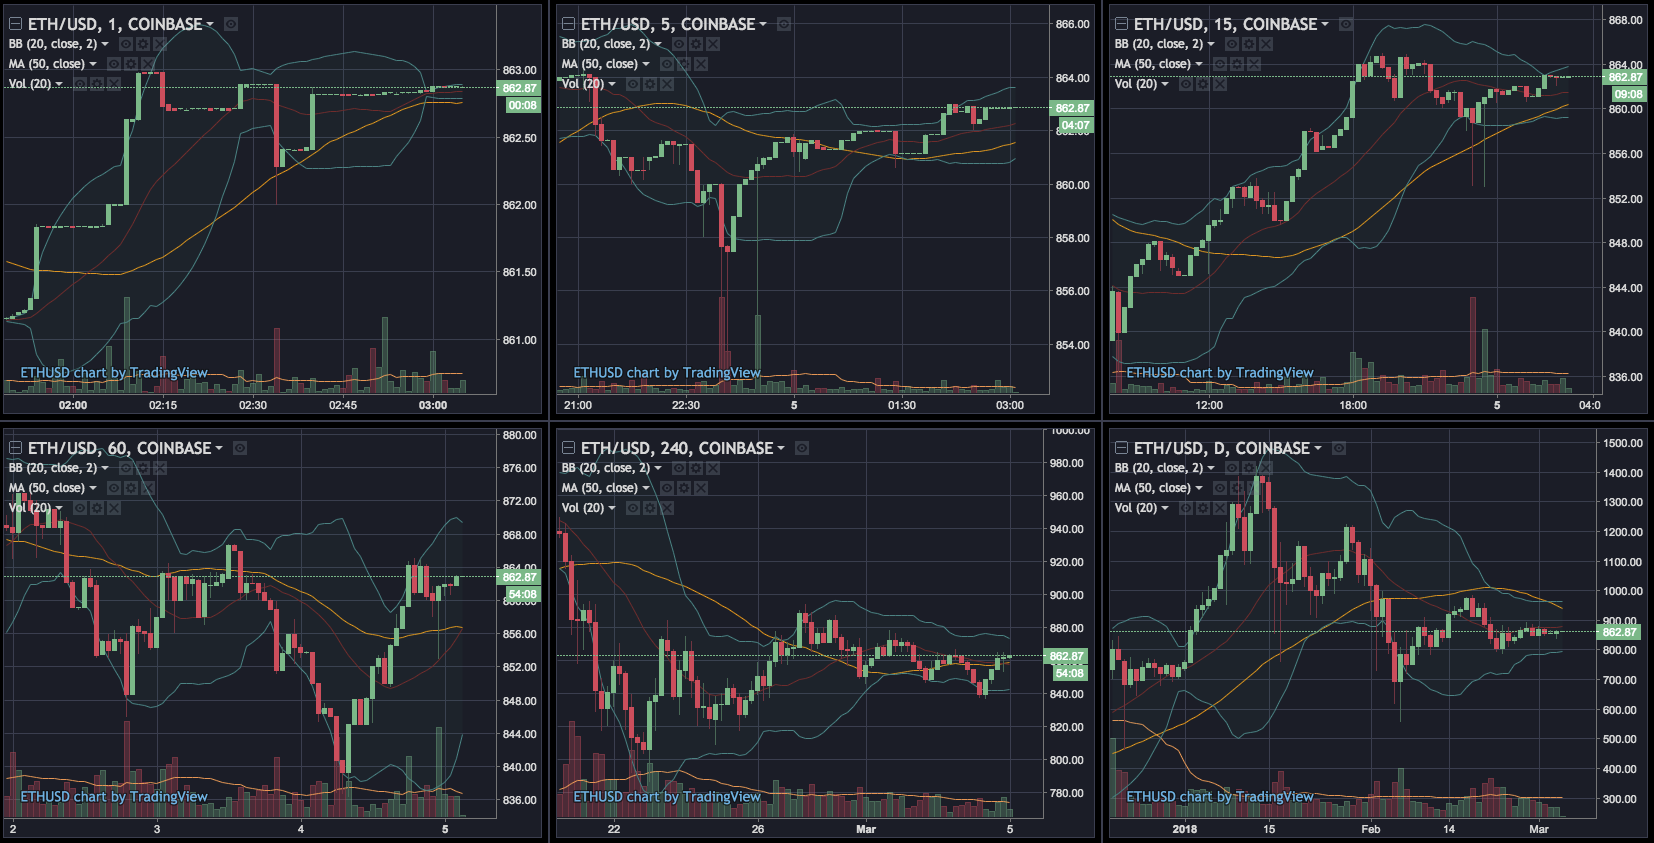 ETH/USD, 1, COINBASE
BB (20, close, 2)
MA (50, close)
Vol (20)
863.00
862.87
00:08
862.50
862.00
861.50
861.00
ETHUSD chart by TradingView
02:00 02:15 02:30 02:45 03:00
ETH/USD, 5, COINBASE
BB (20, close, 2)
MA (50, close)
Vol (20)
866.00
864.00
862.87
04:07
862.00
860.00
858.00
856.00
854.00
ETHUSD chart by TradingView
21:00 22:30 5 01:30 03:00
ETH/USD, 15, COINBASE
BB (20, close, 2)
MA (50, close)
Vol (20)
868.00
864.00
862.87
09:08
860.00
856.00
852.00
848.00
844.00
840.00
836.00
ETHUSD chart by TradingView
12:00 18:00 5 04:0
ETH/USD, 60, COINBASE
BB (20, close, 2)
MA (50, close)
Vol (20)
880.00
876.00
872.00
868.00
864.00
862.87
54:08
860.00
856.00
852.00
848.00
844.00
840.00
836.00
ETHUSD chart by TradingView
2 3 4 5
ETH/USD, 240, COINBASE
BB (20, close, 2)
MA (50, close)
Vol (20)
1000.00
980.00
960.00
940.00
920.00
900.00
880.00
862.87
54:08
840.00
820.00
800.00
780.00
ETHUSD chart by TradingView
22 26 Mar 5
ETH/USD, D, COINBASE
BB (20, close, 2)
MA (50, close)
Vol (20)
1500.00
1400.00
1300.00
1200.00
1100.00
1000.00
900.00
862.87
800.00
700.00
600.00
500.00
400.00
300.00
ETHUSD chart by TradingView
2018 15 Feb 14 Mar